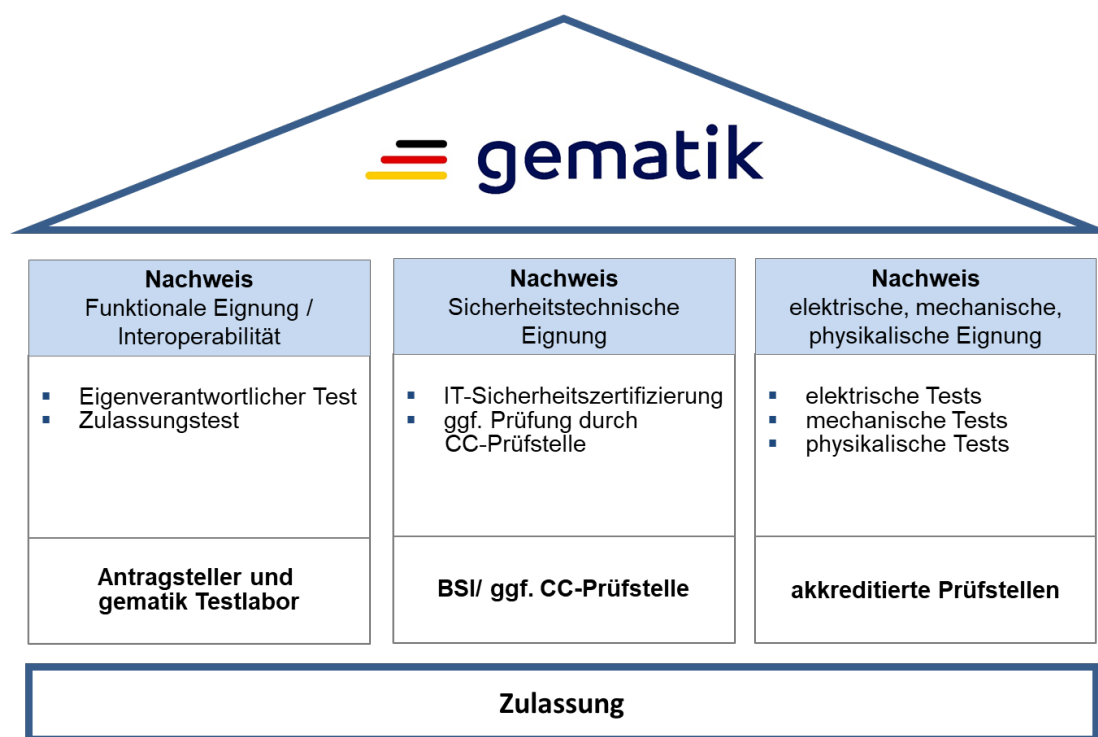 gematik
Nachweis
Funktionale Eignung /
Interoperabilität
▪ Eigenverantwortlicher Test
▪ Zulassungstest
Antragsteller und
gematik Testlabor
Nachweis
Sicherheitstechnische
Eignung
▪ IT-Sicherheitszertifizierung
▪ ggf. Prüfung durch
CC-Prüfstelle
BSI/ ggf. CC-Prüfstelle
Nachweis
elektrische, mechanische,
physikalische Eignung
▪ elektrische Tests
▪ mechanische Tests
▪ physikalische Tests
akkreditierte Prüfstellen
Zulassung